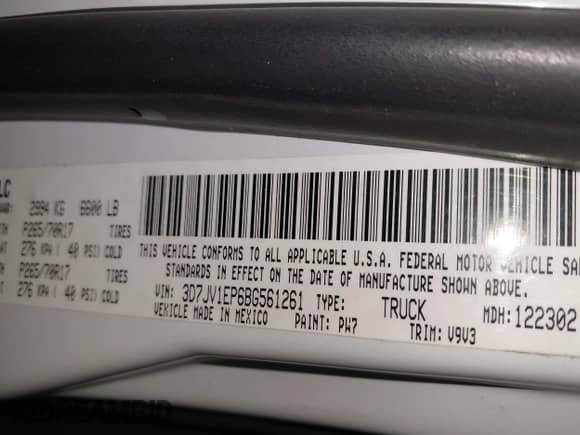 LC
2994 KG 6600 LB
P265/70R17 TIRES
276 KPA( 40 PSI) COLD
P265/70R17 TIRES
276 KPA( 40 PSI) COLD
THIS VEHICLE CONFORMS TO ALL APPLICABLE U.S.A. FEDERAL MOTOR VEHICLE SA
STANDARDS IN EFFECT ON THE DATE OF MANUFACTURE SHOWN ABOVE.
VIN: 3D7JV1EP6BG561261 TYPE: TRUCK MDH:122302
VEHICLE MADE IN MEXICO PAINT: PW7 TRIM: V9V3